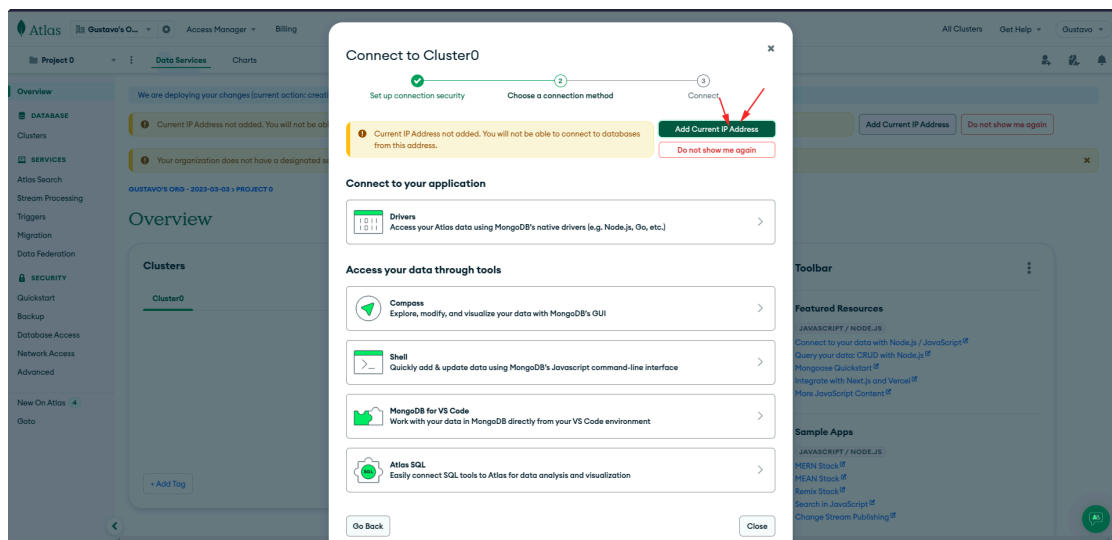 Atlas
Gustavo's O...
Access Manager
Billing
All Clusters
Get Help
Gustavo
Project 0
Data Services
Charts
Overview
DATABASE
Clusters
SERVICES
Atlas Search
Stream Processing
Triggers
Migration
Data Federation
SECURITY
Quickstart
Backup
Database Access
Network Access
Advanced
New On Atlas 4
Goto
We are deploying your changes (current action: creati
Current IP Address not added. You will not be abl
Add Current IP Address
Do not show me again
Your organization does not have a designated se
GUSTAVO'S ORG - 2023-03-03 > PROJECT 0
Overview
Clusters
Cluster0
+ Add Tag
Connect to Cluster0
2
3
Set up connection security
Choose a connection method
Connect
Current IP Address not added. You will not be able to connect to databases
from this address.
Add Current IP Address
Do not show me again
Connect to your application
Drivers
Access your Atlas data using MongoDB's native drivers (e.g. Node.js, Go, etc.)
Access your data through tools
Compass
Explore, modify, and visualize your data with MongoDB's GUI
Shell
Quickly add & update data using MongoDB's Javascript command-line interface
MongoDB for VS Code
Work with your data in MongoDB directly from your VS Code environment
SQL
Atlas SQL
Easily connect SQL tools to Atlas for data analysis and visualization
Go Back
Close
Toolbar
Featured Resources
JAVASCRIPT / NODE.JS
Connect to your data with Node.js / JavaScript
Query your data: CRUD with Node.js
Mongoose Quickstart
Integrate with Next.js and Vercel
More JavaScript Content
Sample Apps
JAVASCRIPT / NODE.JS
MERN Stack
MEAN Stack
Remix Stack
Search in JavaScript
Change Stream Publishing